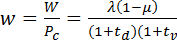 w = W/P_c = λ(1−μ)/(1+t_d)(1+t_v